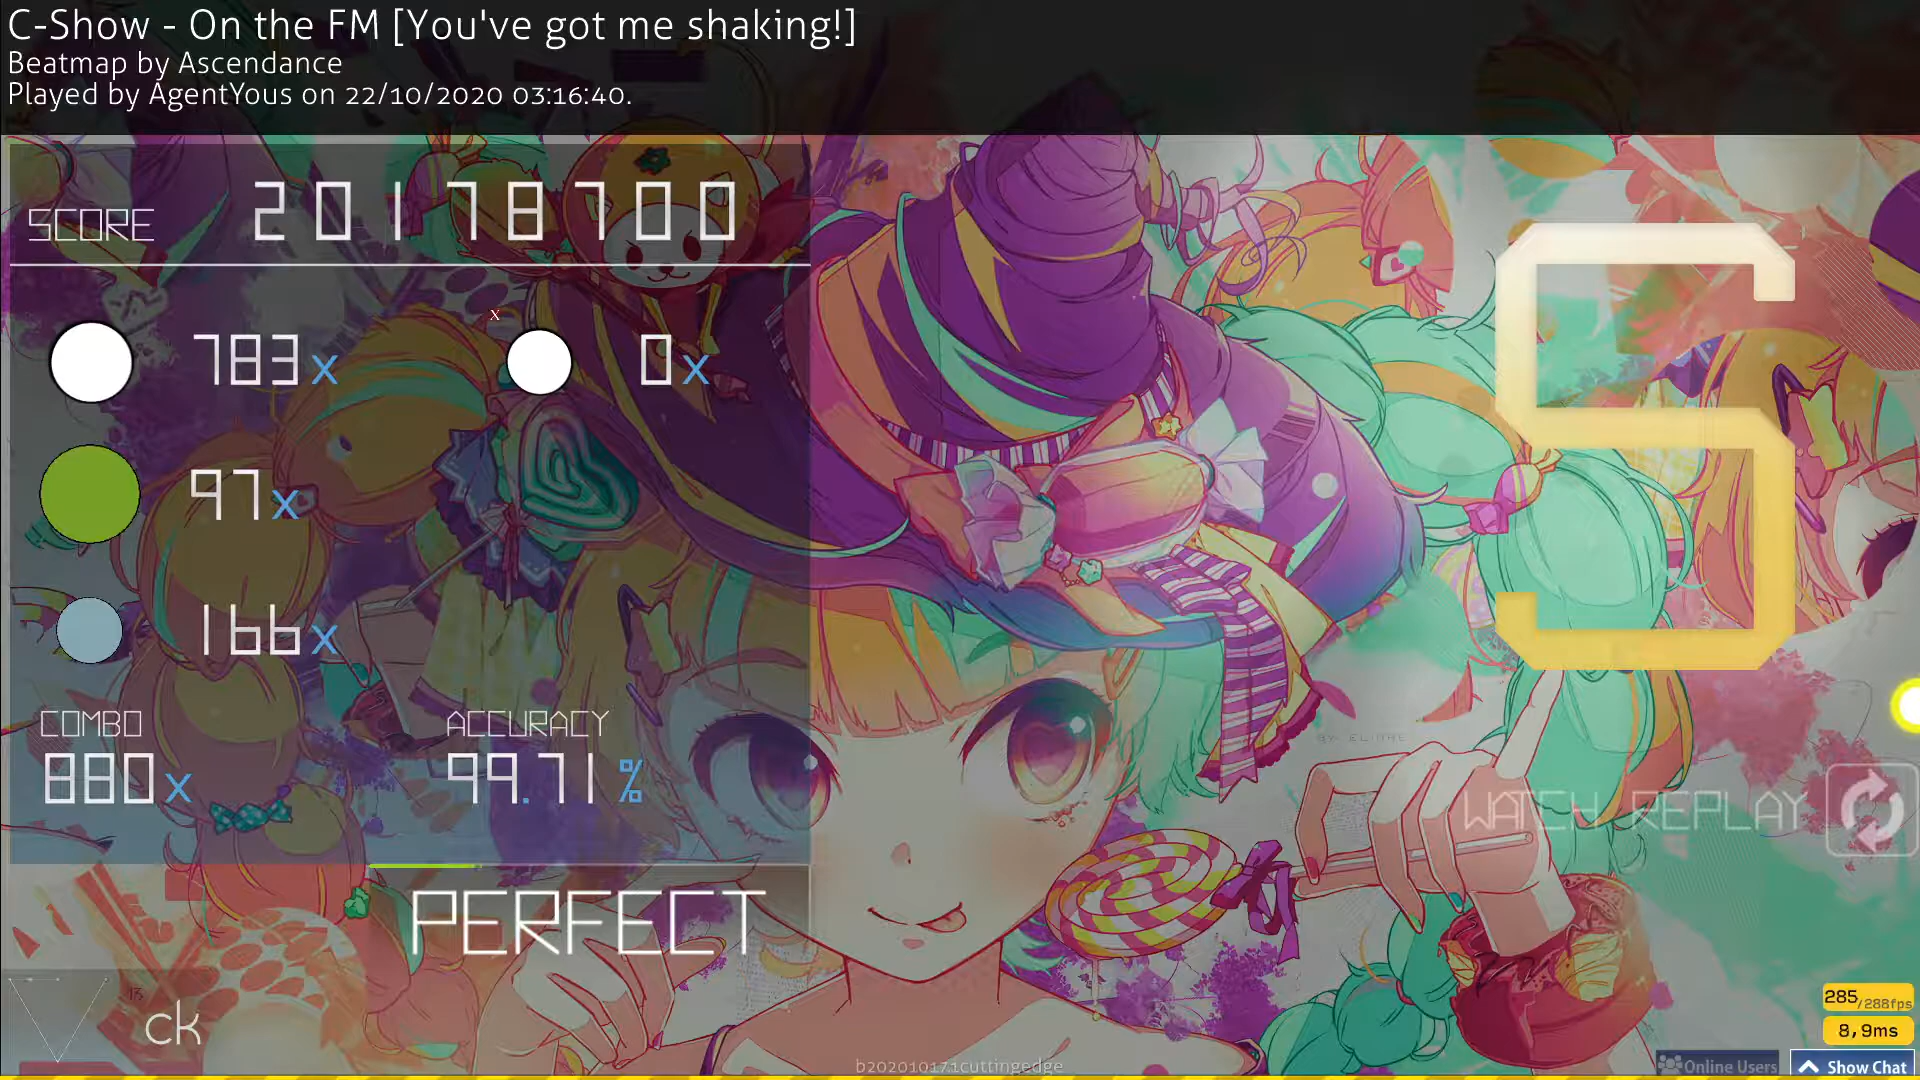 C-Show - On the FM [You've got me shaking!]
Beatmap by Ascendance
Played by AgentYous on 22/10/2020 03:16:40.
SCORE 20178700
x
783x 0x
97x
166x
COMBO ACCURACY
880x 99.71%
BY ELIHRE
WATCH REPLAY
PERFECT
ck
285/288fps
8,9ms
b20201017.1cuttingedge
Online Users
Show Chat